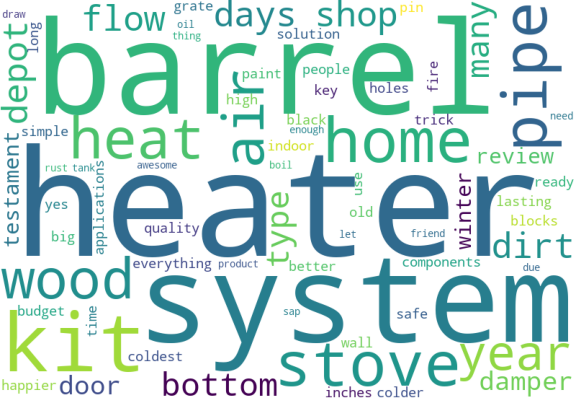 draw
long
flow
grate
oil
thing
days shop
pin
solution
many
pipe
depot
barrel
paint
people
key
holes
fire
high
air
black
enough
trick
need
simple
heat
indoor
home
review
testament
rust
tank
awesome
boil
applications
heater
use
winter
ready
yes
type
old
lasting
blocks
big
quality
let
friend
dirt
wood
everything
product
better
components
due
system
budget
time
sap
safe
kit
coldest
wall
stove
year
happier
door
bottom
inches
colder
damper